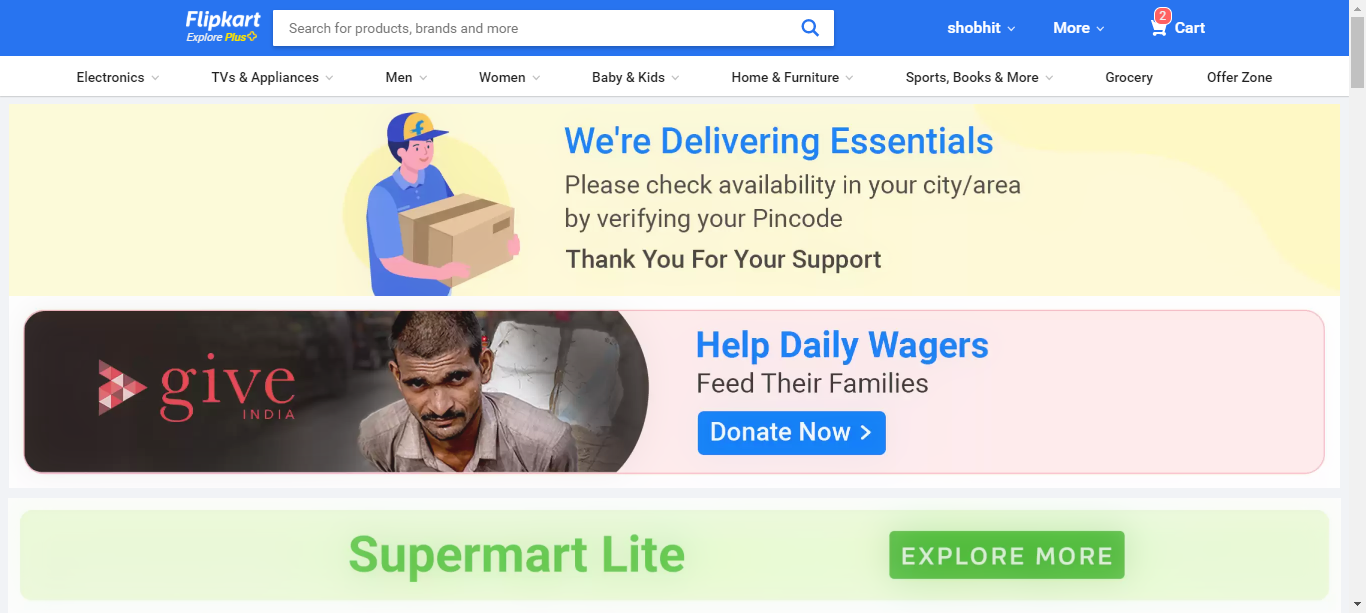 Flipkart
Explore Plus
Search for products, brands and more
shobhit
More
2
Cart
Electronics
TVs & Appliances
Men
Women
Baby & Kids
Home & Furniture
Sports, Books & More
Grocery
Offer Zone
We're Delivering Essentials
Please check availability in your city/area
by verifying your Pincode
Thank You For Your Support
give
INDIA
Help Daily Wagers
Feed Their Families
Donate Now >
Supermart Lite
EXPLORE MORE